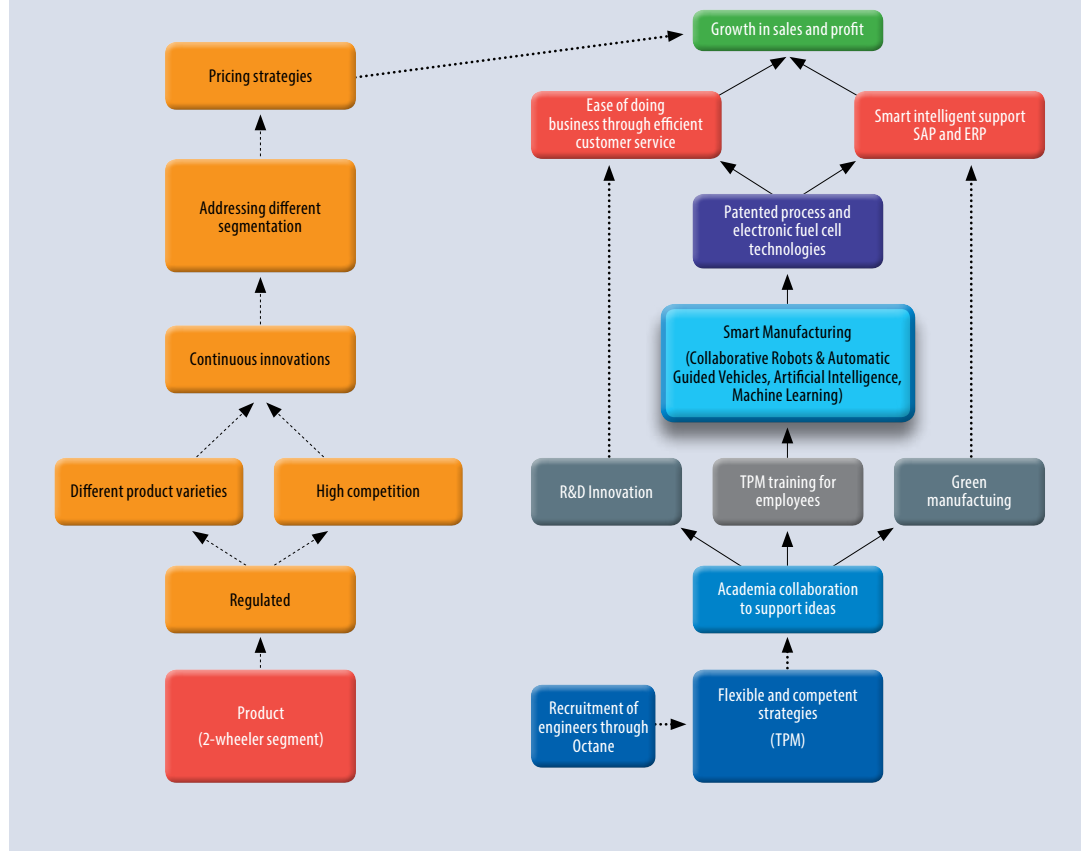 Growth in sales and profit
Pricing strategies
Ease of doing
business through efficient
customer service
Smart intelligent support
SAP and ERP
Addressing different
segmentation
Patented process and
electronic fuel cell
technologies
Continuous innovations
Smart Manufacturing
(Collaborative Robots & Automatic
Guided Vehicles, Artificial Intelligence,
Machine Learning)
Different product varieties
High competition
R&D Innovation
TPM training for
employees
Green
manufactuing
Regulated
Academia collaboration
to support ideas
Product
(2-wheeler segment)
Recruitment of
engineers through
Octane
Flexible and competent
strategies
(TPM)